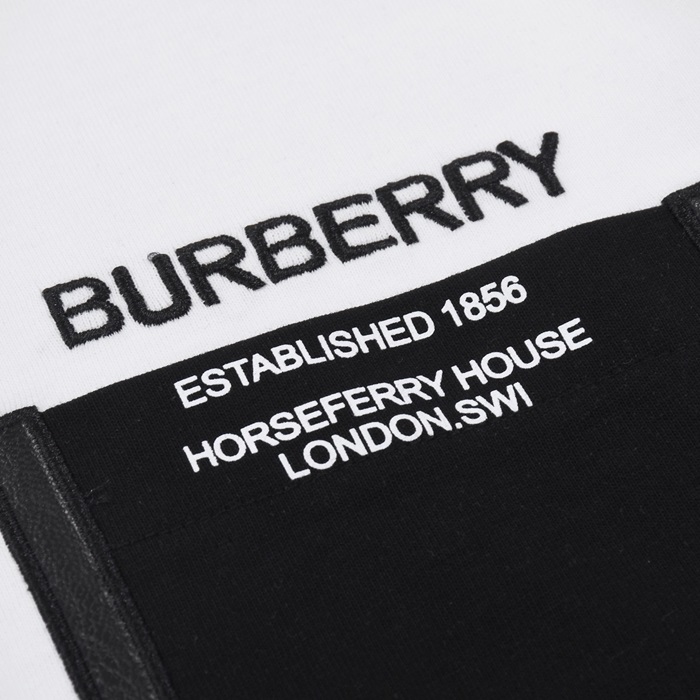 BURBERRY
ESTABLISHED 1856
HORSEFERRY HOUSE
LONDON.SWI